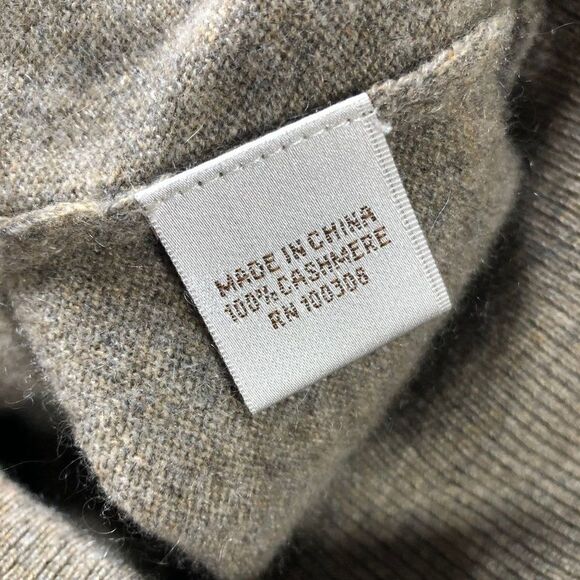 MADE IN CHINA
100% CASHMERE
RN 100308